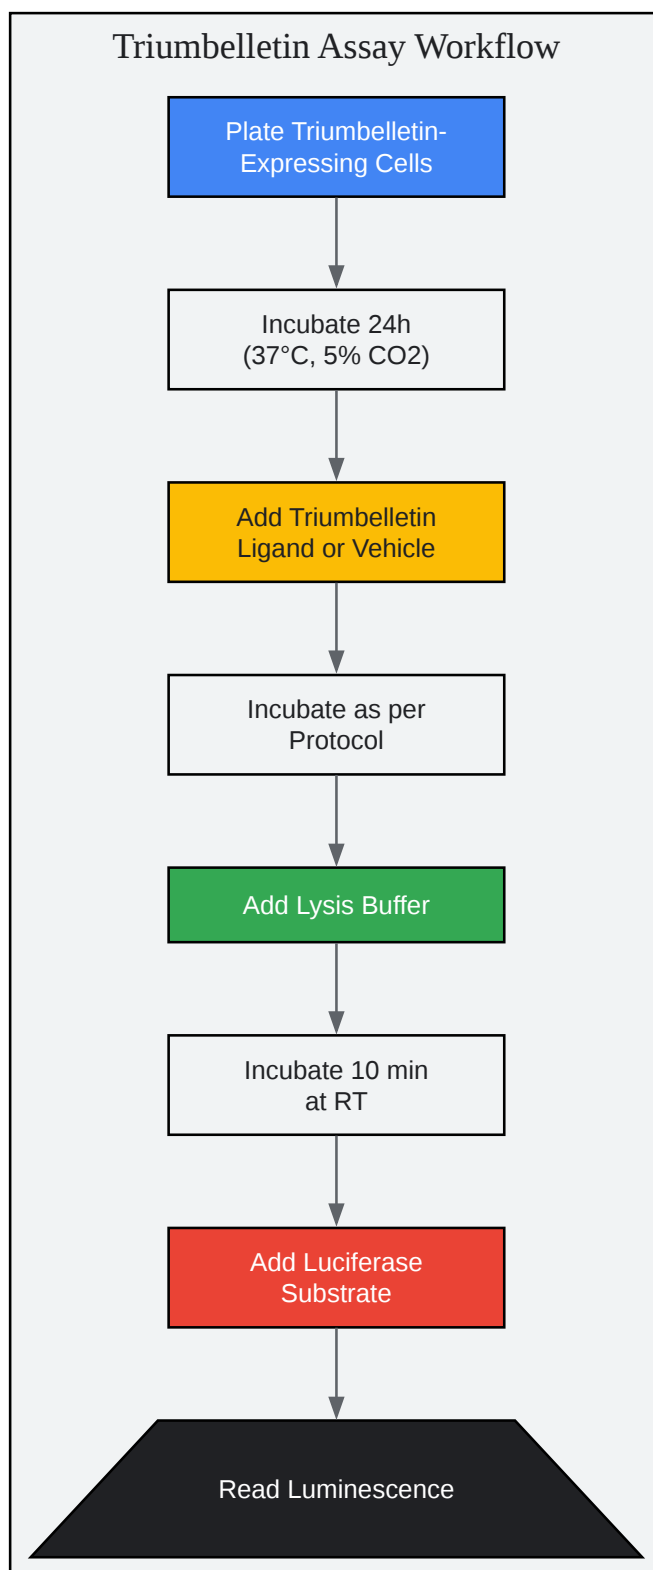 Triumbelletin Assay Workflow
Plate Triumbelletin-
Expressing Cells
Incubate 24h
(37°C, 5% CO2)
Add Triumbelletin
Ligand or Vehicle
Incubate as per
Protocol
Add Lysis Buffer
Incubate 10 min
at RT
Add Luciferase
Substrate
Read Luminescence